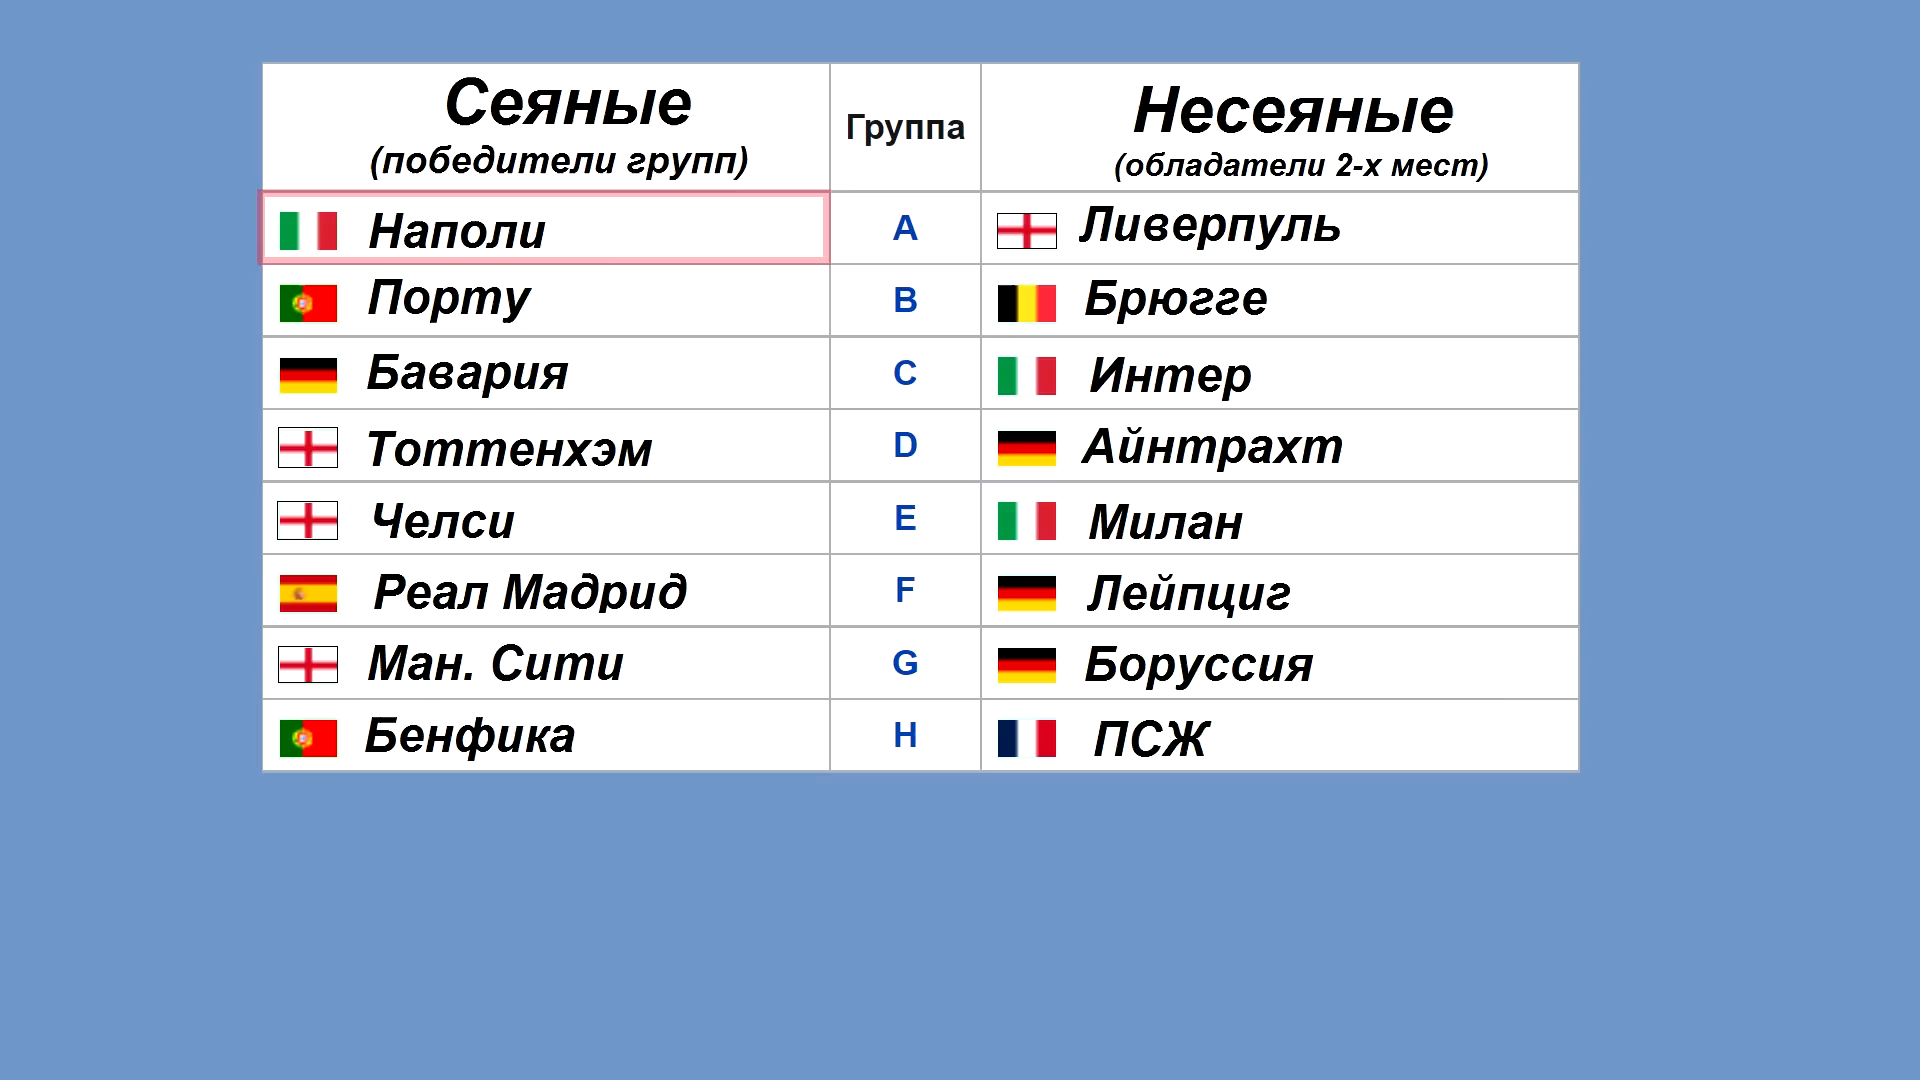 Сеяные
(победители групп)
Группа
Несеяные
(обладатели 2-х мест)
Наполи A Ливерпуль
Порту B Брюгге
Бавария C Интер
Тоттенхэм D Айнтрахт
Челси E Милан
Реал Мадрид F Лейпциг
Ман. Сити G Боруссия
Бенфика H ПСЖ